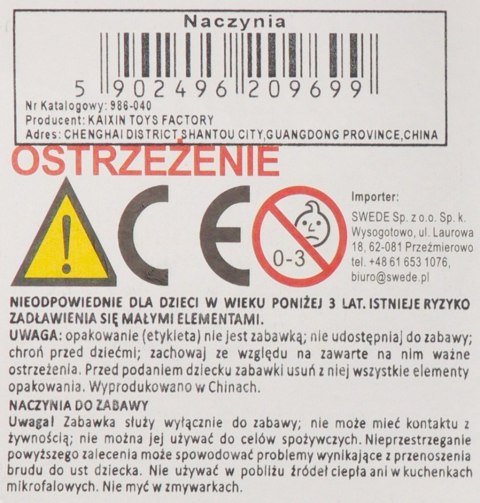 Naczynia
5 902496 209699
Nr Katalogowy: 986-040
Producent: KAIXIN TOYS FACTORY
Adres: CHENGHAI DISTRICT SHANTOU CITY,GUANGDONG PROVINCE,CHINA
OSTRZEŻENIE
CE
0-3
Importer:
SWEDE Sp. z o.o. Sp. k.
Wysogotowo, ul. Laurowa
18, 62-081 Przeźmierowo
tel. +48 61 653 1076,
biuro@swede.pl
NIEODPOWIEDNIE DLA DZIECI W WIEKU PONIŻEJ 3 LAT. ISTNIEJE RYZYKO
ZADŁAWIENIA SIĘ MAŁYMI ELEMENTAMI.
UWAGA: opakowanie (etykieta) nie jest zabawką; nie udostępniaj do zabawy;
chroń przed dziećmi; zachowaj ze względu na zawarte na nim ważne
ostrzeżenia. Przed podaniem dziecku zabawki usuń z niej wszystkie elementy
opakowania. Wyprodukowano w Chinach.
NACZYNIA DO ZABAWY
Uwaga! Zabawka służy wyłącznie do zabawy; nie może mieć kontaktu z
żywnością; nie można jej używać do celów spożywczych. Nieprzestrzeganie
powyższego zalecenia może spowodować problemy wynikające z przenoszenia
brudu do ust dziecka. Nie używać w pobliżu źródeł ciepła ani w kuchenkach
mikrofalowych. Nie myć w zmywarkach.